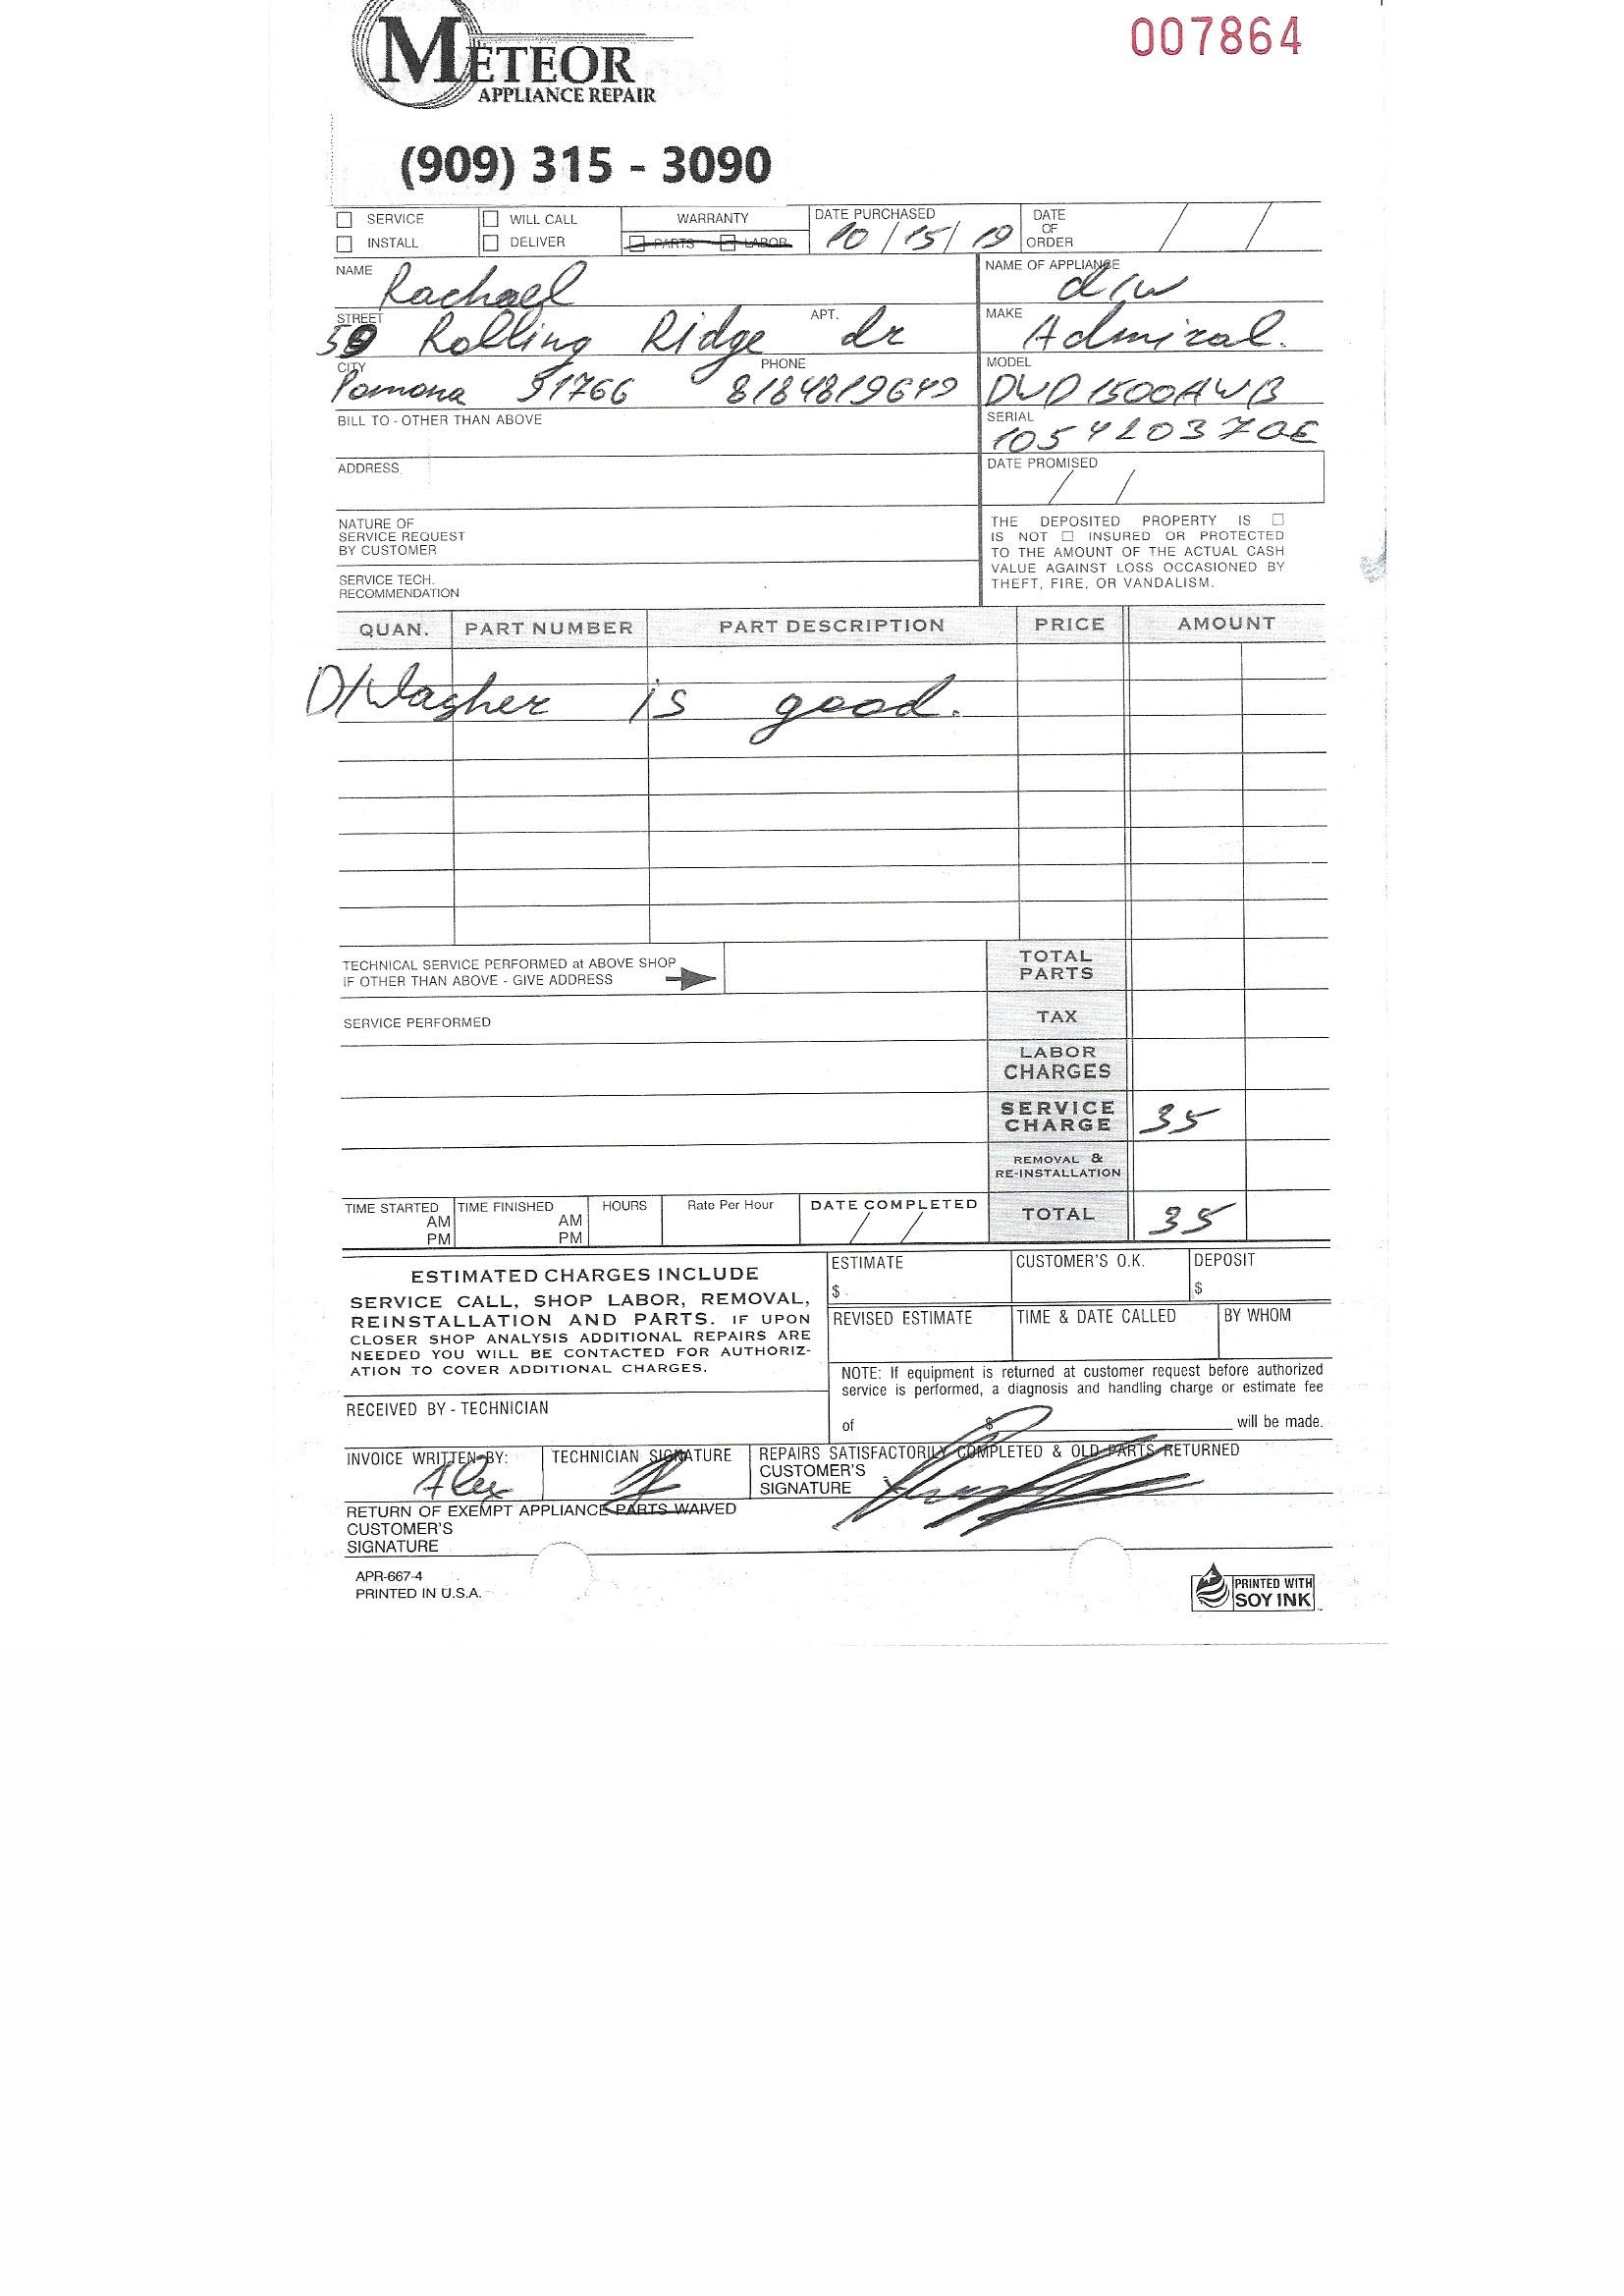 METEOR
APPLIANCE REPAIR
007864
(909) 315 - 3090
SERVICE WILL CALL WARRANTY DATE PURCHASED DATE OF ORDER
INSTALL DELIVER PARTS LABOR 10/15/19
NAME Rachael NAME OF APPLIANCE d/w
STREET Rolling Ridge APT. dr MAKE Admiral.
CITY Pomona 91766 PHONE 8184819649 MODEL DWD1500AWB
BILL TO - OTHER THAN ABOVE SERIAL
ADDRESS DATE PROMISED
NATURE OF
SERVICE REQUEST
BY CUSTOMER
SERVICE TECH.
RECOMMENDATION
THE DEPOSITED PROPERTY IS
IS NOT INSURED OR PROTECTED
TO THE AMOUNT OF THE ACTUAL CASH
VALUE AGAINST LOSS OCCASIONED BY
THEFT, FIRE, OR VANDALISM.
QUAN. PART NUMBER PART DESCRIPTION PRICE AMOUNT
D/Washer is good.
TECHNICAL SERVICE PERFORMED at ABOVE SHOP
IF OTHER THAN ABOVE - GIVE ADDRESS
TOTAL PARTS
SERVICE PERFORMED TAX
LABOR CHARGES
SERVICE CHARGE 35
REMOVAL & RE-INSTALLATION
TIME STARTED AM PM TIME FINISHED AM PM HOURS Rate Per Hour DATE COMPLETED / / TOTAL 35
ESTIMATED CHARGES INCLUDE
SERVICE CALL, SHOP LABOR, REMOVAL,
REINSTALLATION AND PARTS. IF UPON
CLOSER SHOP ANALYSIS ADDITIONAL REPAIRS ARE
NEEDED YOU WILL BE CONTACTED FOR AUTHORIZ-
ATION TO COVER ADDITIONAL CHARGES.
ESTIMATE $ CUSTOMER'S O.K. DEPOSIT $
REVISED ESTIMATE TIME & DATE CALLED BY WHOM
NOTE: If equipment is returned at customer request before authorized
service is performed, a diagnosis and handling charge or estimate fee
of $ will be made.
RECEIVED BY - TECHNICIAN
INVOICE WRITTEN BY: Alex TECHNICIAN SIGNATURE
REPAIRS SATISFACTORILY COMPLETED & OLD PARTS RETURNED
CUSTOMER'S
SIGNATURE
RETURN OF EXEMPT APPLIANCE PARTS WAIVED
CUSTOMER'S
SIGNATURE
APR-667-4
PRINTED IN U.S.A.
PRINTED WITH
SOY INK